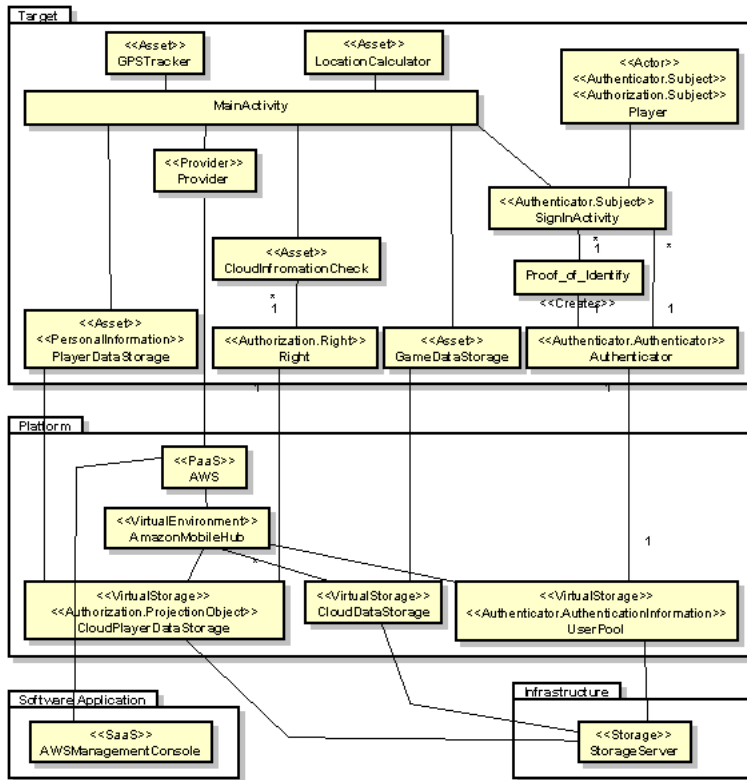 Target
<<Asset>>
GPSTracker
<<Asset>>
LocationCalculator
<<Actor>>
<<Authenticator.Subject>>
<<Authorization.Subject>>
Player
MainActivity
<<Provider>>
Provider
<<Authenticator.Subject>>
SignInActivity
<<Asset>>
CloudInfromationCheck
*
1
*
Proof_of_Identify
*
1
<<Creates>>
1
1
<<Asset>>
<<PersonalInformation>>
PlayerDataStorage
<<Authorization.Right>>
Right
<<Asset>>
GameDataStorage
<<Authenticator.Authenticator>>
Authenticator
1
1
Platform
<<PaaS>>
AWS
<<VirtualEnvironment>>
AmazonMobileHub
*
1
<<VirtualStorage>>
<<Authorization.ProjectionObject>>
CloudPlayerDataStorage
<<VirtualStorage>>
CloudDataStorage
<<VirtualStorage>>
<<Authenticator.AuthenticationInformation>>
UserPool
Software Application
<<SaaS>>
AWSManagementConsole
Infrastructure
<<Storage>>
StorageServer